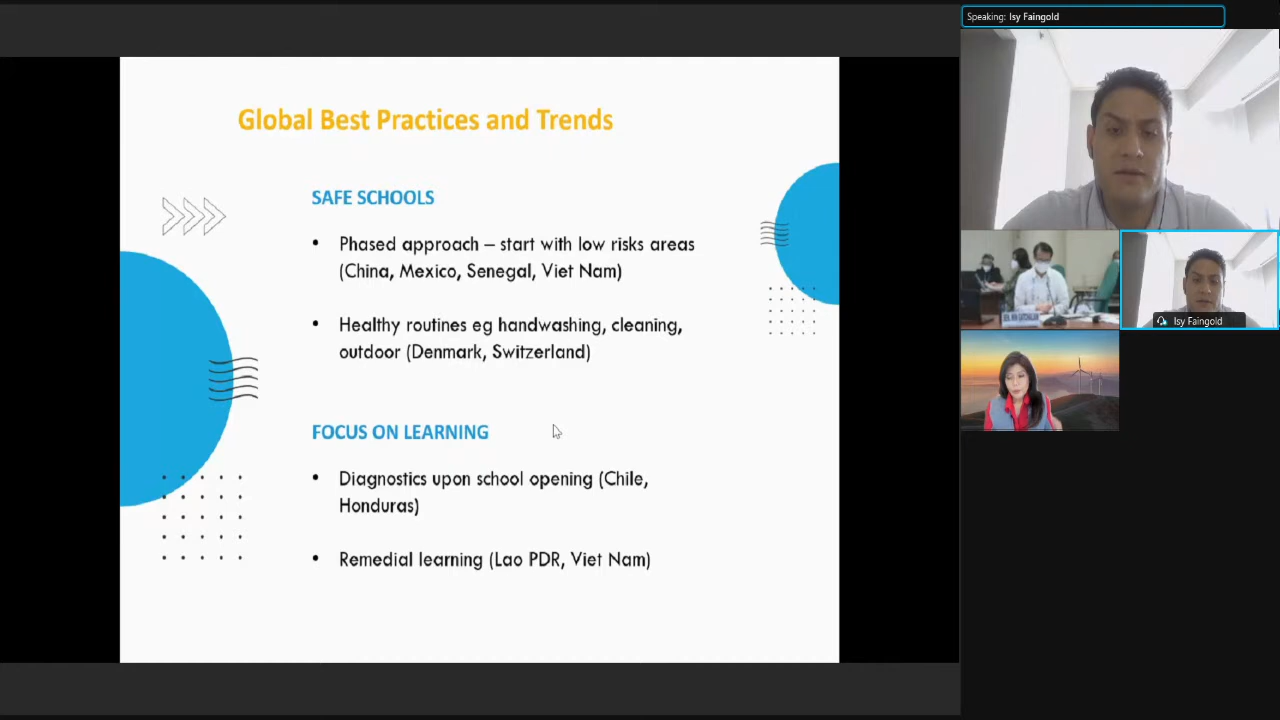 Speaking: Isy Faingold
Global Best Practices and Trends
SAFE SCHOOLS
• Phased approach – start with low risks areas
(China, Mexico, Senegal, Viet Nam)
• Healthy routines eg handwashing, cleaning,
outdoor (Denmark, Switzerland)
FOCUS ON LEARNING
• Diagnostics upon school opening (Chile,
Honduras)
• Remedial learning (Lao PDR, Viet Nam)
Isy Faingold